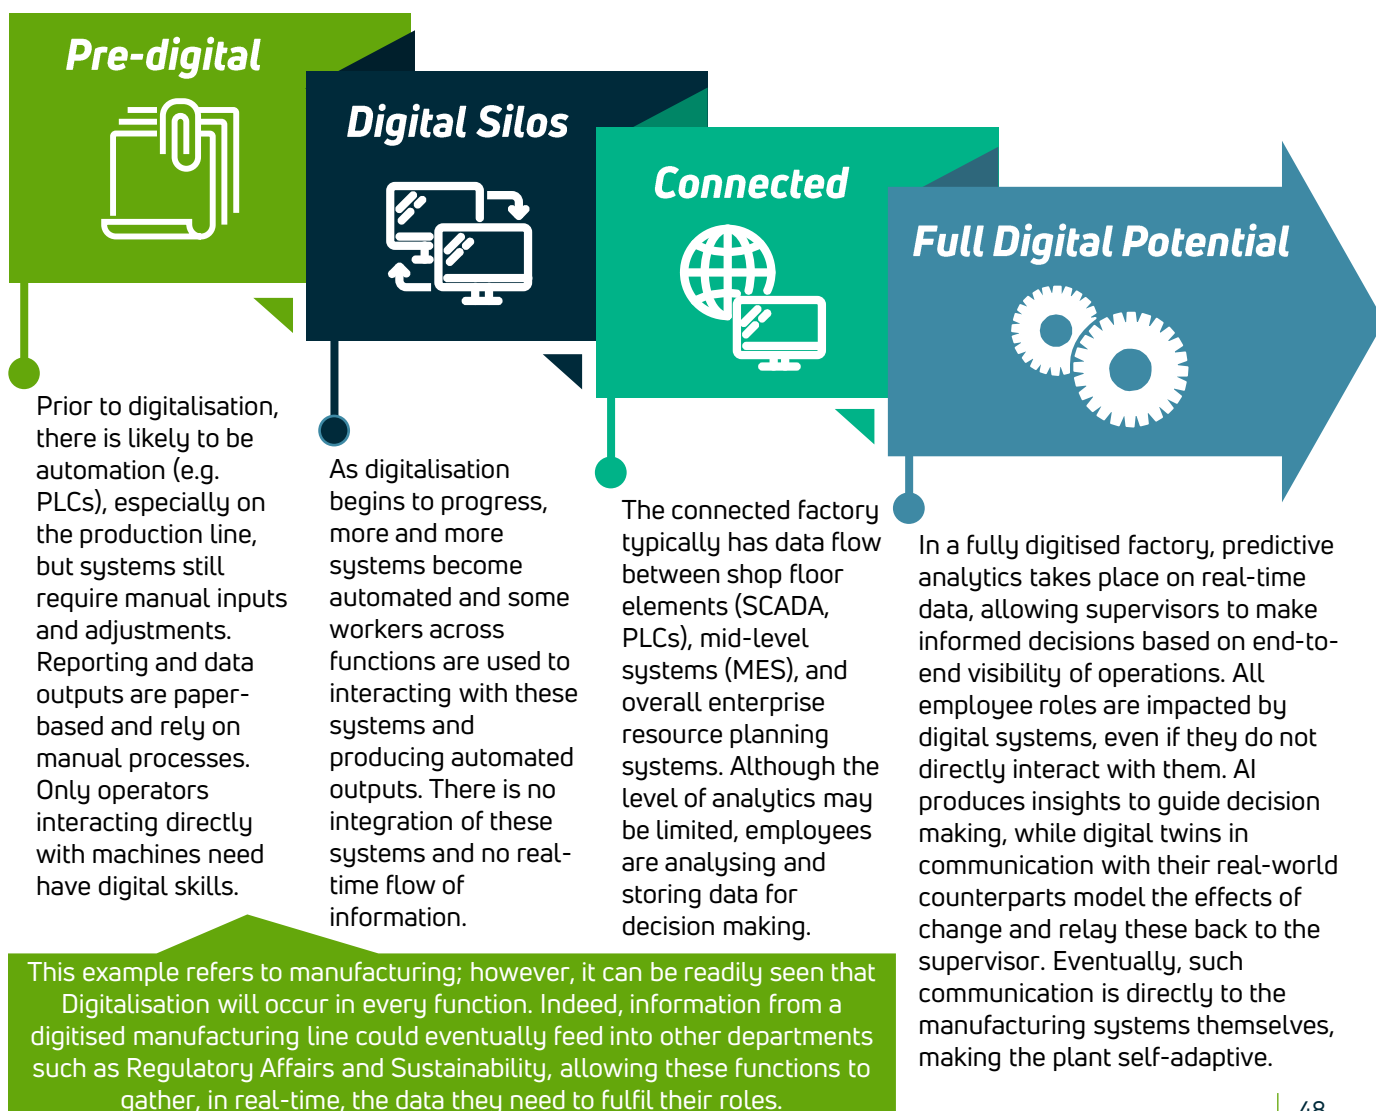 Pre-digital
Digital Silos
Connected
Full Digital Potential
Prior to digitalisation,
there is likely to be
automation (e.g.
PLCs), especially on
the production line,
but systems still
require manual inputs
and adjustments.
Reporting and data
outputs are paper-
based and rely on
manual processes.
Only operators
interacting directly
with machines need
have digital skills.
As digitalisation
begins to progress,
more and more
systems become
automated and some
workers across
functions are used to
interacting with these
systems and
producing automated
outputs. There is no
integration of these
systems and no real-
time flow of
information.
The connected factory
typically has data flow
between shop floor
elements (SCADA,
PLCs), mid-level
systems (MES), and
overall enterprise
resource planning
systems. Although the
level of analytics may
be limited, employees
are analysing and
storing data for
decision making.
In a fully digitised factory, predictive
analytics takes place on real-time
data, allowing supervisors to make
informed decisions based on end-to-
end visibility of operations. All
employee roles are impacted by
digital systems, even if they do not
directly interact with them. AI
produces insights to guide decision
making, while digital twins in
communication with their real-world
counterparts model the effects of
change and relay these back to the
supervisor. Eventually, such
communication is directly to the
manufacturing systems themselves,
making the plant self-adaptive.
This example refers to manufacturing; however, it can be readily seen that
Digitalisation will occur in every function. Indeed, information from a
digitised manufacturing line could eventually feed into other departments
such as Regulatory Affairs and Sustainability, allowing these functions to
gather, in real-time, the data they need to fulfil their roles.
48